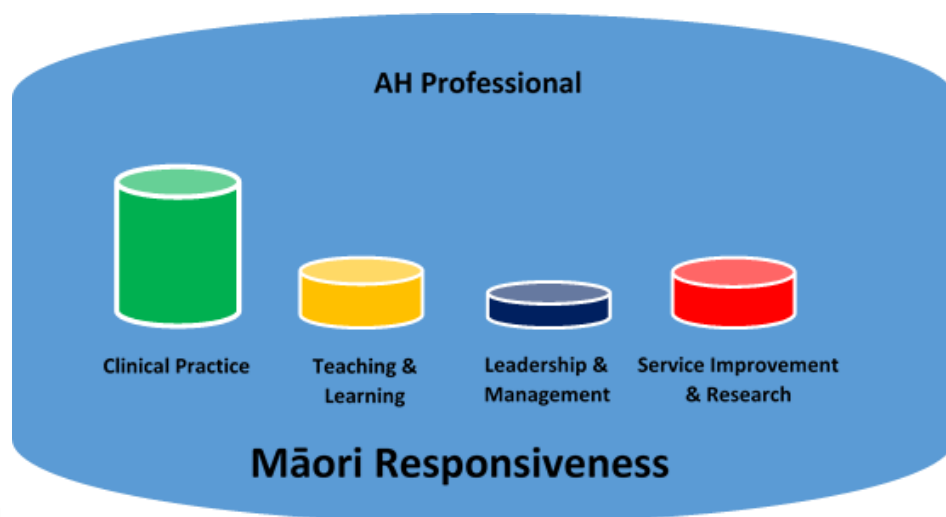 AH Professional
Clinical Practice
Teaching &
Learning
Leadership &
Management
Service Improvement
& Research
Māori Responsiveness